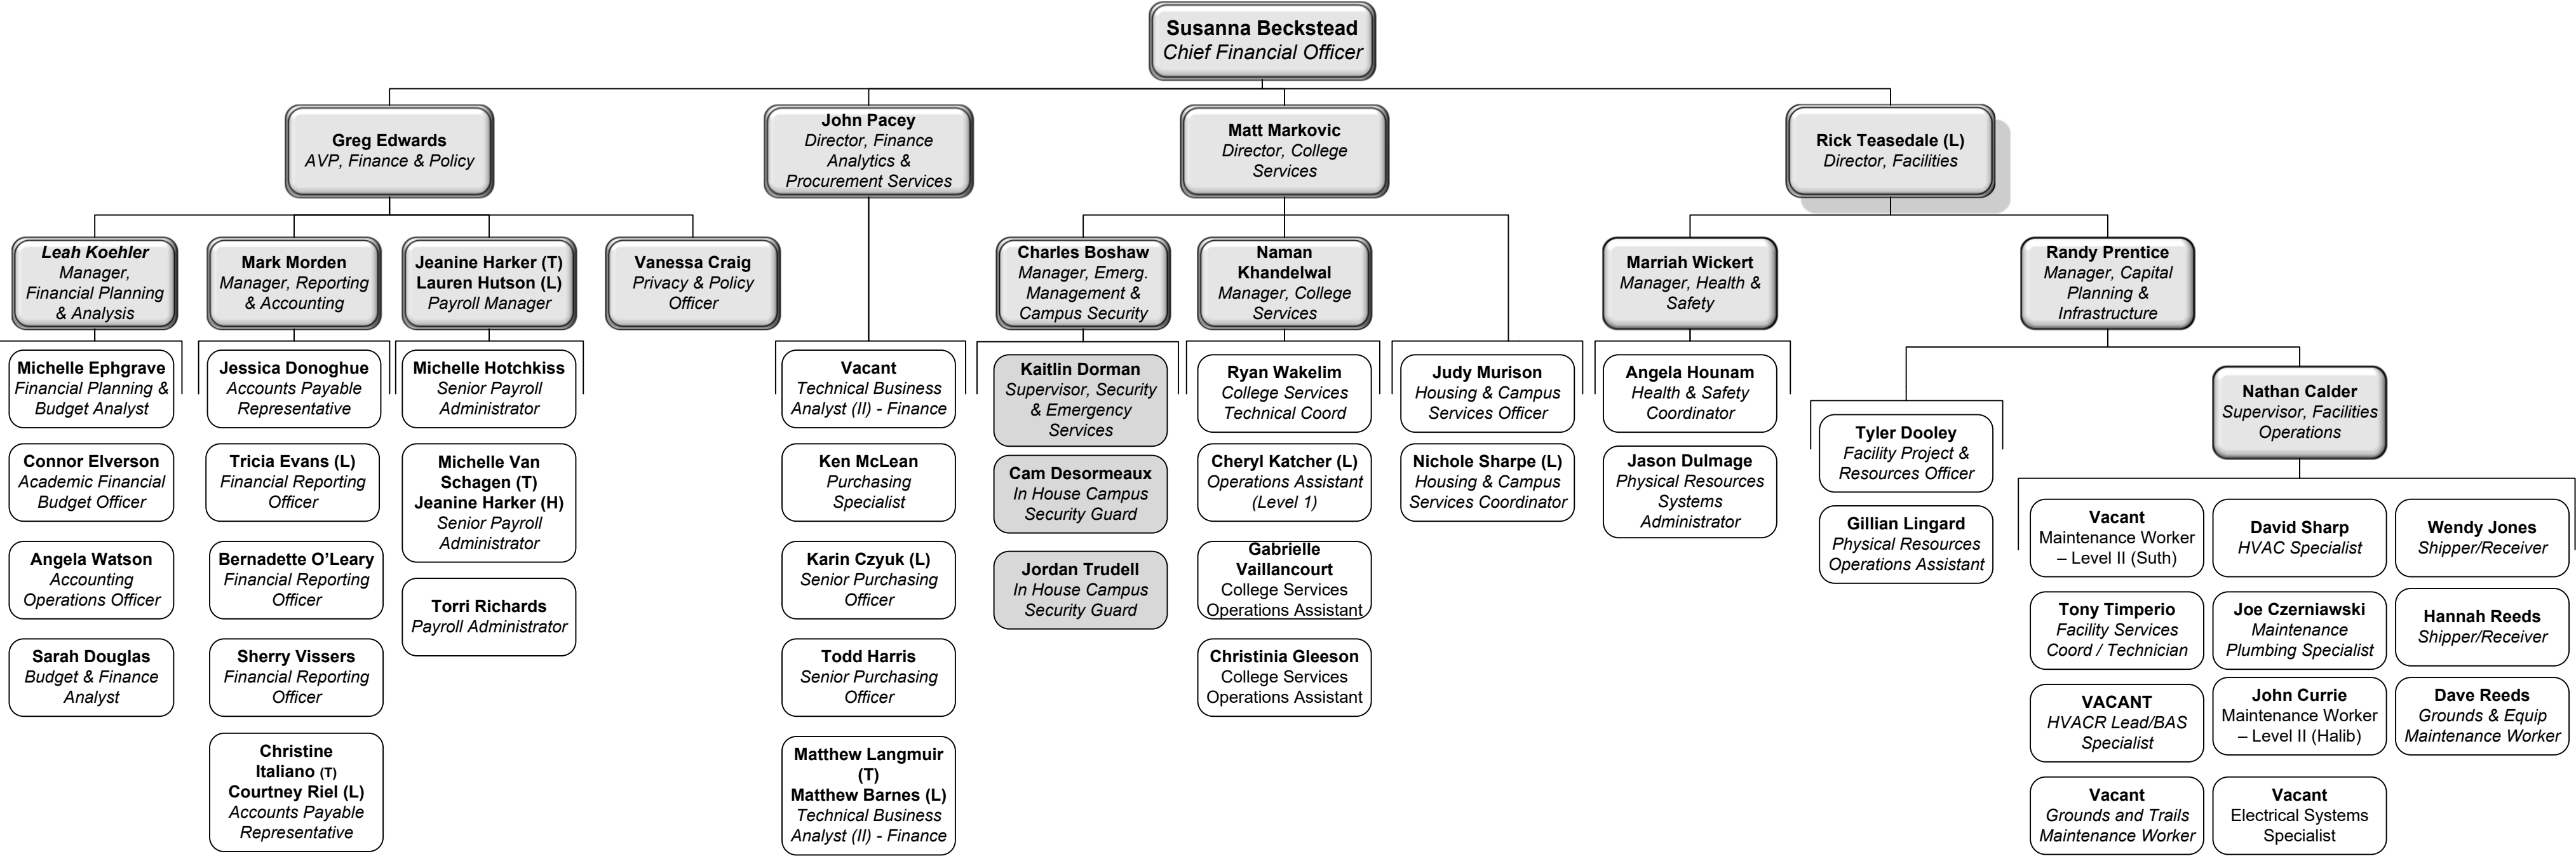 Susanna Beckstead
Chief Financial Officer
Greg Edwards
AVP, Finance & Policy
John Pacey
Director, Finance
Analytics &
Procurement Services
Matt Markovic
Director, College
Services
Rick Teasedale (L)
Director, Facilities
Leah Koehler
Manager,
Financial Planning
& Analysis
Mark Morden
Manager, Reporting
& Accounting
Jeanine Harker (T)
Lauren Hutson (L)
Payroll Manager
Vanessa Craig
Privacy & Policy
Officer
Charles Boshaw
Manager, Emerg.
Management &
Campus Security
Naman
Khandelwal
Manager, College
Services
Marriah Wickert
Manager, Health &
Safety
Randy Prentice
Manager, Capital
Planning &
Infrastructure
Michelle Ephgrave
Financial Planning &
Budget Analyst
Connor Elverson
Academic Financial
Budget Officer
Angela Watson
Accounting
Operations Officer
Sarah Douglas
Budget & Finance
Analyst
Jessica Donoghue
Accounts Payable
Representative
Tricia Evans (L)
Financial Reporting
Officer
Bernadette O’Leary
Financial Reporting
Officer
Sherry Vissers
Financial Reporting
Officer
Christine
Italiano (T)
Courtney Riel (L)
Accounts Payable
Representative
Michelle Hotchkiss
Senior Payroll
Administrator
Michelle Van
Schagen (T)
Jeanine Harker (H)
Senior Payroll
Administrator
Torri Richards
Payroll Administrator
Vacant
Technical Business
Analyst (II) - Finance
Ken McLean
Purchasing
Specialist
Karin Czyuk (L)
Senior Purchasing
Officer
Todd Harris
Senior Purchasing
Officer
Matthew Langmuir
(T)
Matthew Barnes (L)
Technical Business
Analyst (II) - Finance
Kaitlin Dorman
Supervisor, Security
& Emergency
Services
Cam Desormeaux
In House Campus
Security Guard
Jordan Trudell
In House Campus
Security Guard
Ryan Wakelim
College Services
Technical Coord
Cheryl Katcher (L)
Operations Assistant
(Level 1)
Gabrielle
Vaillancourt
College Services
Operations Assistant
Christinia Gleeson
College Services
Operations Assistant
Judy Murison
Housing & Campus
Services Officer
Nichole Sharpe (L)
Housing & Campus
Services Coordinator
Angela Hounam
Health & Safety
Coordinator
Jason Dulmage
Physical Resources
Systems
Administrator
Tyler Dooley
Facility Project &
Resources Officer
Gillian Lingard
Physical Resources
Operations Assistant
Nathan Calder
Supervisor, Facilities
Operations
Vacant
Maintenance Worker
– Level II (Suth)
Tony Timperio
Facility Services
Coord / Technician
VACANT
HVACR Lead/BAS
Specialist
Vacant
Grounds and Trails
Maintenance Worker
David Sharp
HVAC Specialist
Joe Czerniawski
Maintenance
Plumbing Specialist
John Currie
Maintenance Worker
– Level II (Halib)
Vacant
Electrical Systems
Specialist
Wendy Jones
Shipper/Receiver
Hannah Reeds
Shipper/Receiver
Dave Reeds
Grounds & Equip
Maintenance Worker